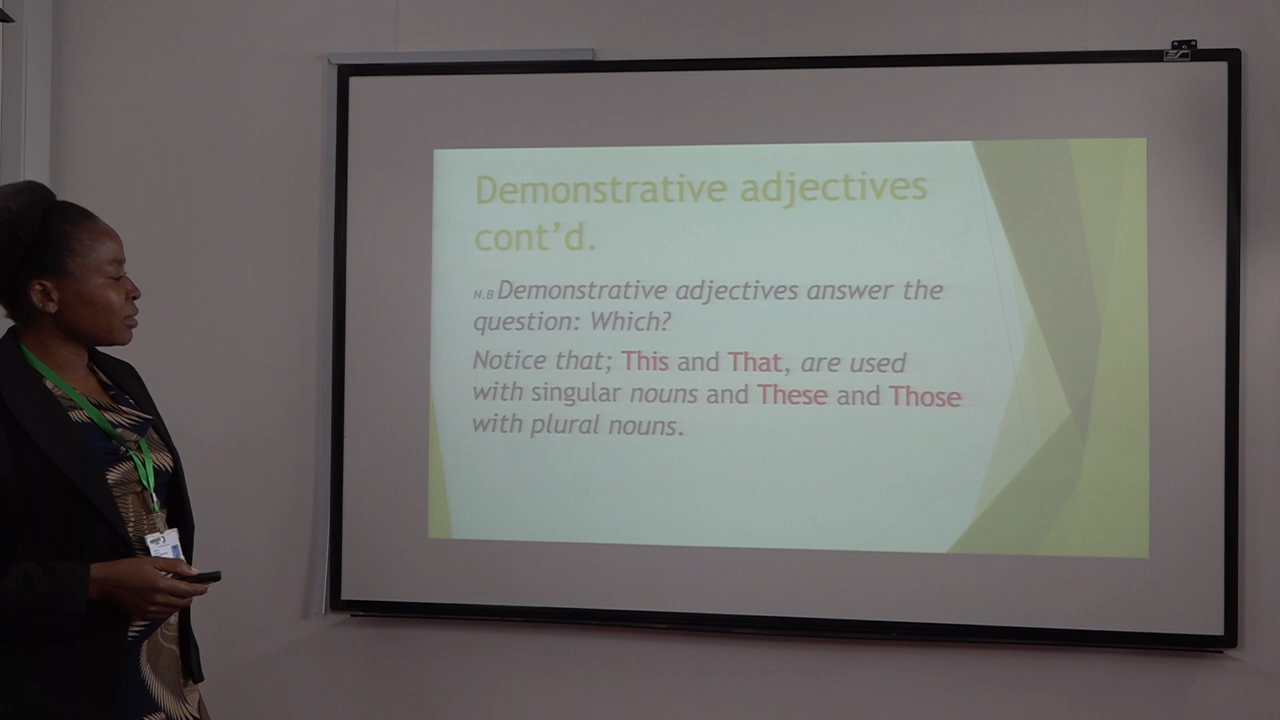 Demonstrative adjectives
cont'd.
N.B Demonstrative adjectives answer the
question: Which?
Notice that; This and That, are used
with singular nouns and These and Those
with plural nouns.